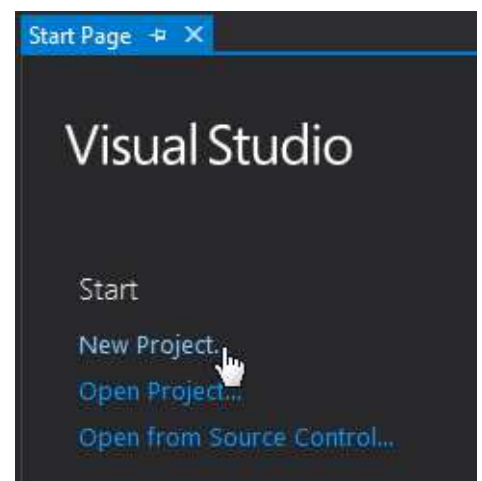 Start Page
Visual Studio
Start
New Project..
Open Project...
Open from Source Control...